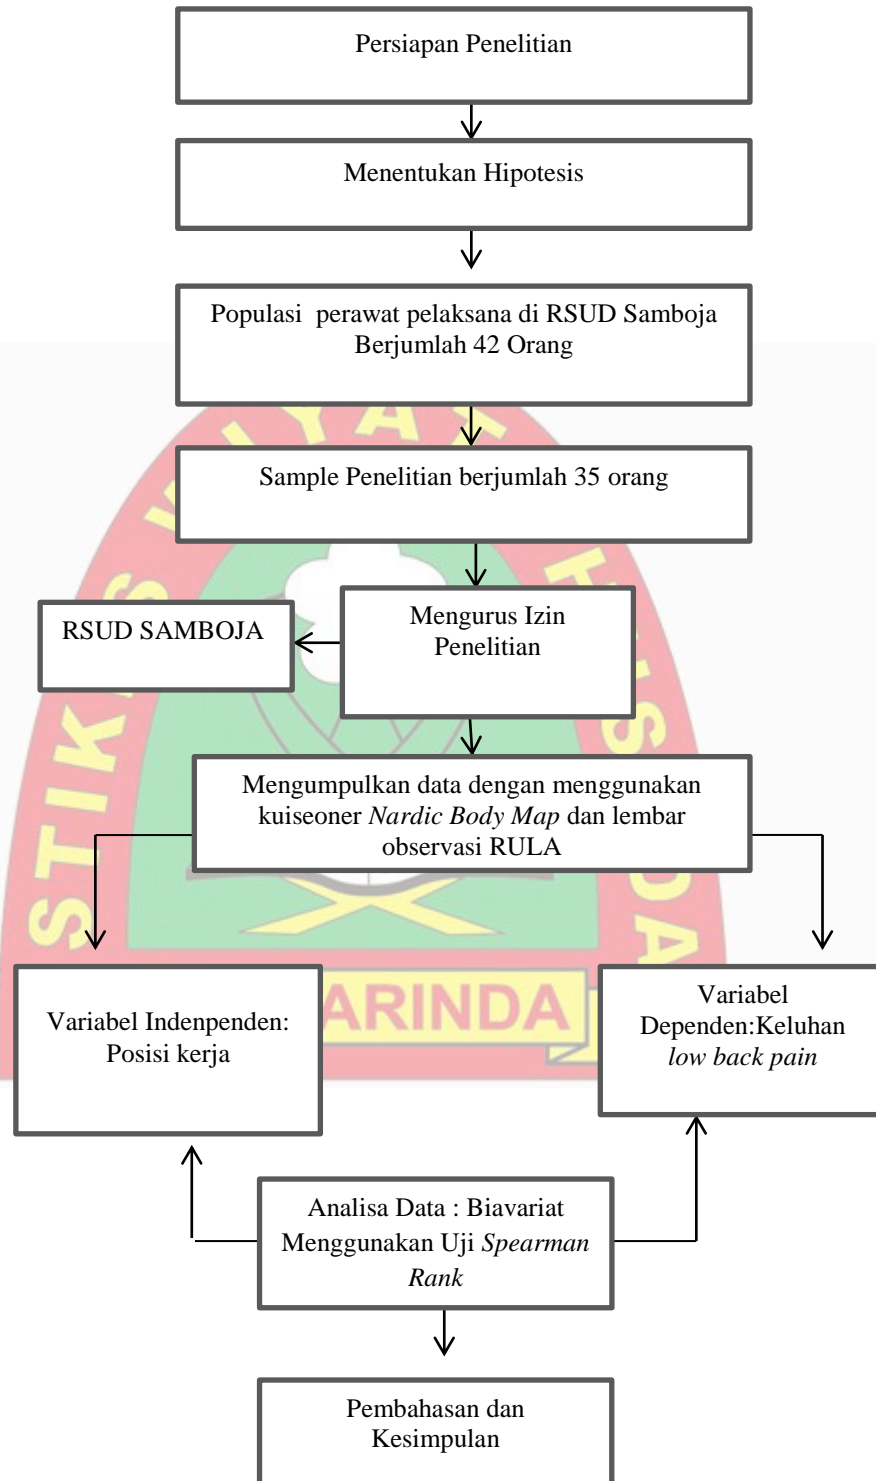 Persiapan Penelitian
Menentukan Hipotesis
Populasi perawat pelaksana di RSUD Samboja
Berjumlah 42 Orang
Sample Penelitian berjumlah 35 orang
Mengurus Izin
Penelitian
RSUD SAMBOJA
Mengumpulkan data dengan menggunakan
kuiseoner Nardic Body Map dan lembar
observasi RULA
Variabel Indenpenden:
Posisi kerja
Variabel
Dependen:Keluhan
low back pain
Analisa Data : Biavariat
Menggunakan Uji Spearman
Rank
Pembahasan dan
Kesimpulan
STIK
ARINDA